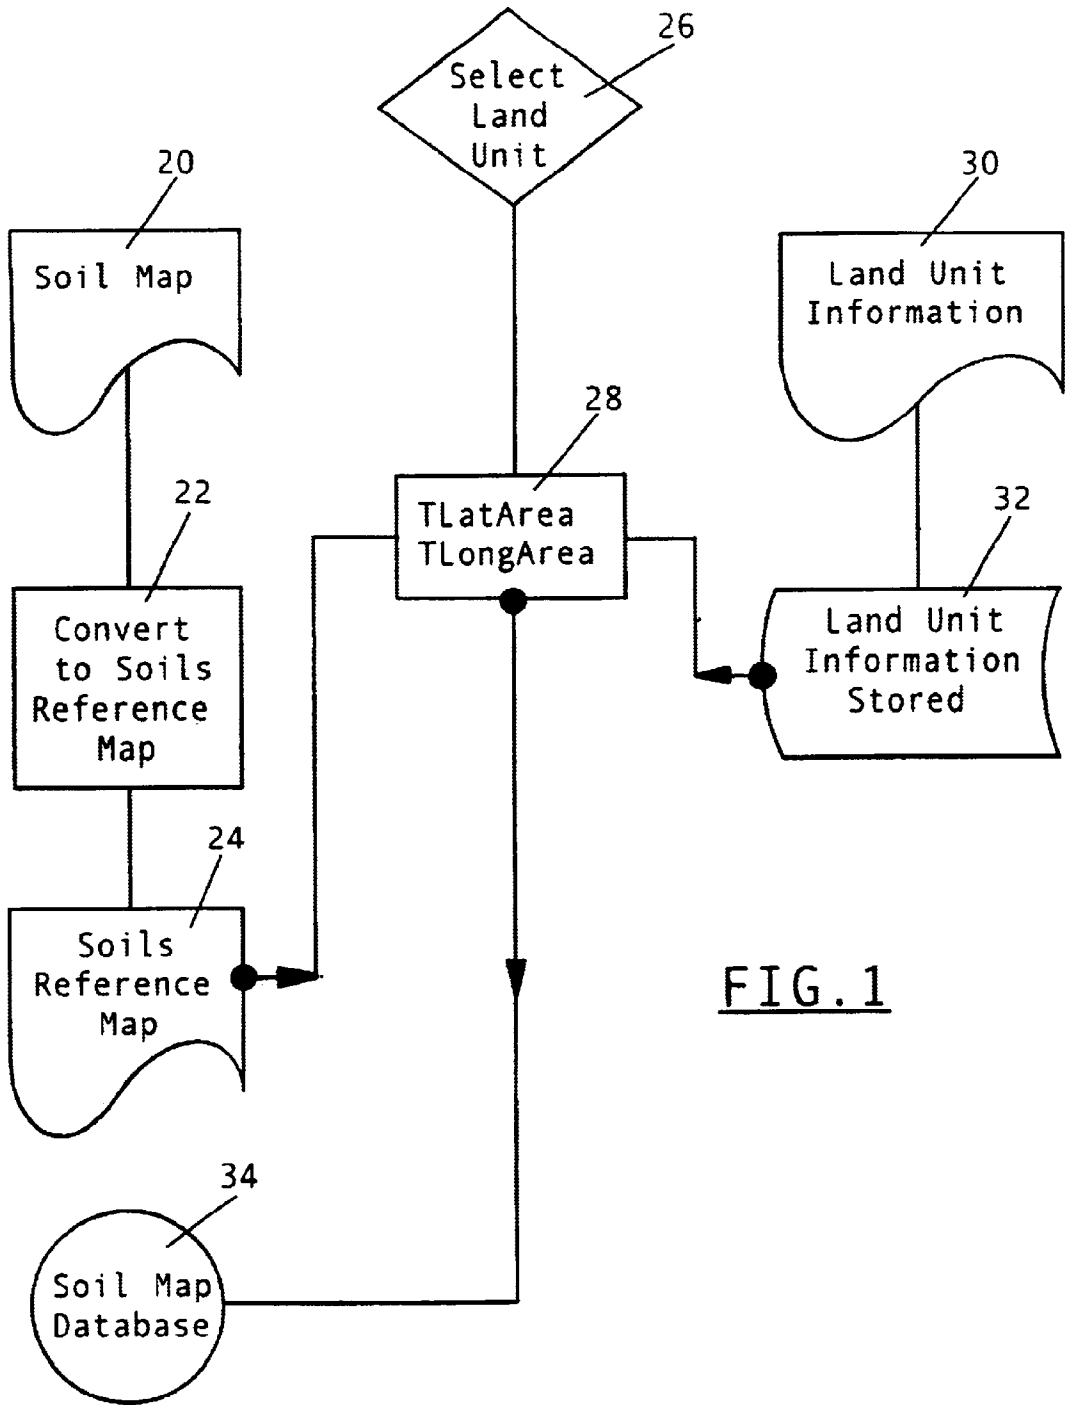 26
Select
Land
Unit
20
Soil Map
30
Land Unit
Information
28
TLatArea
TLongArea
22
Convert
to Soils
Reference
Map
32
Land Unit
Information
Stored
24
Soils
Reference
Map
FIG.1
34
Soil Map
Database